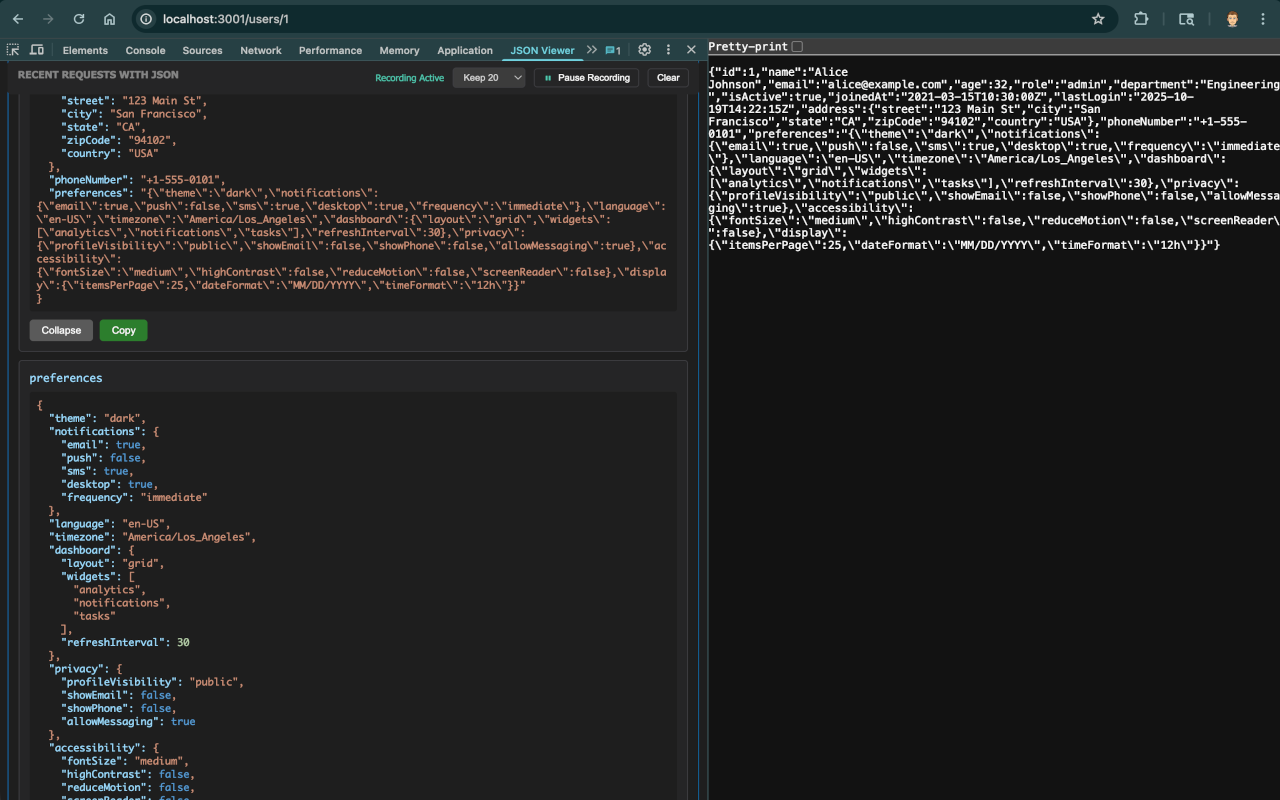 localhost:3001/users/1
Elements Console Sources Network Performance Memory Application JSON Viewer 1
RECENT REQUESTS WITH JSON Recording Active Keep 20 Pause Recording Clear
"street": "123 Main St",
"city": "San Francisco",
"state": "CA",
"zipCode": "94102",
"country": "USA"
},
"phoneNumber": "+1-555-0101",
"preferences": "{\"theme\":\"dark\",\"notifications\":
{\"email\":true,\"push\":false,\"sms\":true,\"desktop\":true,\"frequency\":\"immediate\"},\"language\":
\"en-US\",\"timezone\":\"America/Los_Angeles\",\"dashboard\":{\"layout\":\"grid\",\"widgets\":
[\"analytics\",\"notifications\",\"tasks\"],\"refreshInterval\":30},\"privacy\":
{\"profileVisibility\":\"public\",\"showEmail\":false,\"showPhone\":false,\"allowMessaging\":true},\"ac
cessibility\":
{\"fontSize\":\"medium\",\"highContrast\":false,\"reduceMotion\":false,\"screenReader\":false},\"displa
y\":{\"itemsPerPage\":25,\"dateFormat\":\"MM/DD/YYYY\",\"timeFormat\":\"12h\"}}"
}
Collapse Copy
preferences
{
"theme": "dark",
"notifications": {
"email": true,
"push": false,
"sms": true,
"desktop": true,
"frequency": "immediate"
},
"language": "en-US",
"timezone": "America/Los_Angeles",
"dashboard": {
"layout": "grid",
"widgets": [
"analytics",
"notifications",
"tasks"
],
"refreshInterval": 30
},
"privacy": {
"profileVisibility": "public",
"showEmail": false,
"showPhone": false,
"allowMessaging": true
},
"accessibility": {
"fontSize": "medium",
"highContrast": false,
"reduceMotion": false,
"screenReader": false
Pretty-print
{"id":1,"name":"Alice
Johnson","email":"alice@example.com","age":32,"role":"admin","department":"Engineering
","isActive":true,"joinedAt":"2021-03-15T10:30:00Z","lastLogin":"2025-10-
19T14:22:15Z","address":{"street":"123 Main St","city":"San
Francisco","state":"CA","zipCode":"94102","country":"USA"},"phoneNumber":"+1-555-
0101","preferences":"{\"theme\":\"dark\",\"notifications\":
{\"email\":true,\"push\":false,\"sms\":true,\"desktop\":true,\"frequency\":\"immediate
\"},\"language\":\"en-US\",\"timezone\":\"America/Los_Angeles\",\"dashboard\":
{\"layout\":\"grid\",\"widgets\":
[\"analytics\",\"notifications\",\"tasks\"],\"refreshInterval\":30},\"privacy\":
{\"profileVisibility\":\"public\",\"showEmail\":false,\"showPhone\":false,\"allowMessa
ging\":true},\"accessibility\":
{\"fontSize\":\"medium\",\"highContrast\":false,\"reduceMotion\":false,\"screenReader\
":false},\"display\":
{\"itemsPerPage\":25,\"dateFormat\":\"MM/DD/YYYY\",\"timeFormat\":\"12h\"}}"}